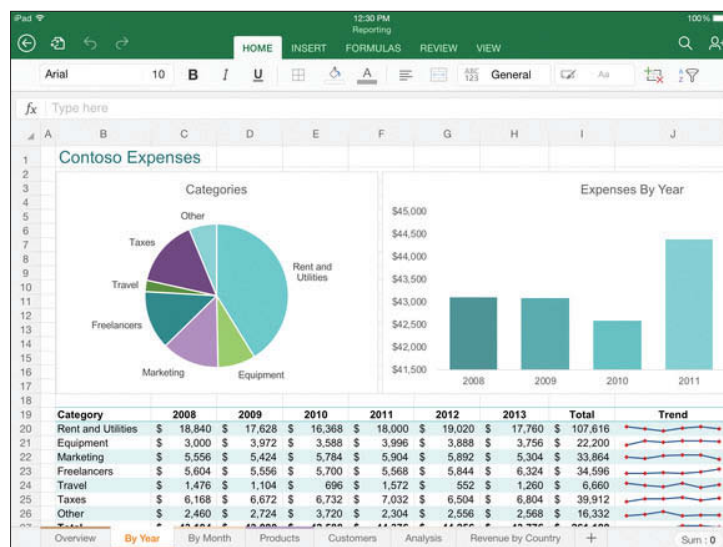 iPad 12:30 PM 100%
Reporting
HOME INSERT FORMULAS REVIEW VIEW
Arial 10 B I U A ABC 123 General Aa A Z
fx Type here
A B C D E F G H I J
1 Contoso Expenses
2
3 Categories Expenses By Year
4
5 Other $45,000
6 $44,500
7 Taxes
8 $44,000
9 Rent and Utilities $43,500
10 Travel
11 $43,000
12 Freelancers
13 $42,500
14
15 Marketing Equipment $42,000
16 $41,500
17 2008 2009 2010 2011
18
19 Category 2008 2009 2010 2011 2012 2013 Total Trend
20 Rent and Utilities $ 18,840 $ 17,628 $ 16,368 $ 18,000 $ 19,020 $ 17,760 $ 107,616
21 Equipment $ 3,000 $ 3,972 $ 3,588 $ 3,996 $ 3,888 $ 3,756 $ 22,200
22 Marketing $ 5,556 $ 5,424 $ 5,784 $ 5,904 $ 5,892 $ 5,304 $ 33,864
23 Freelancers $ 5,604 $ 5,556 $ 5,700 $ 5,568 $ 5,844 $ 6,324 $ 34,596
24 Travel $ 1,476 $ 1,104 $ 696 $ 1,572 $ 552 $ 1,260 $ 6,660
25 Taxes $ 6,168 $ 6,672 $ 6,732 $ 7,032 $ 6,504 $ 6,804 $ 39,912
26 Other $ 2,460 $ 2,724 $ 3,720 $ 2,304 $ 2,556 $ 2,568 $ 16,332
Overview By Year By Month Products Customers Analysis Revenue by Country + Sum : 0